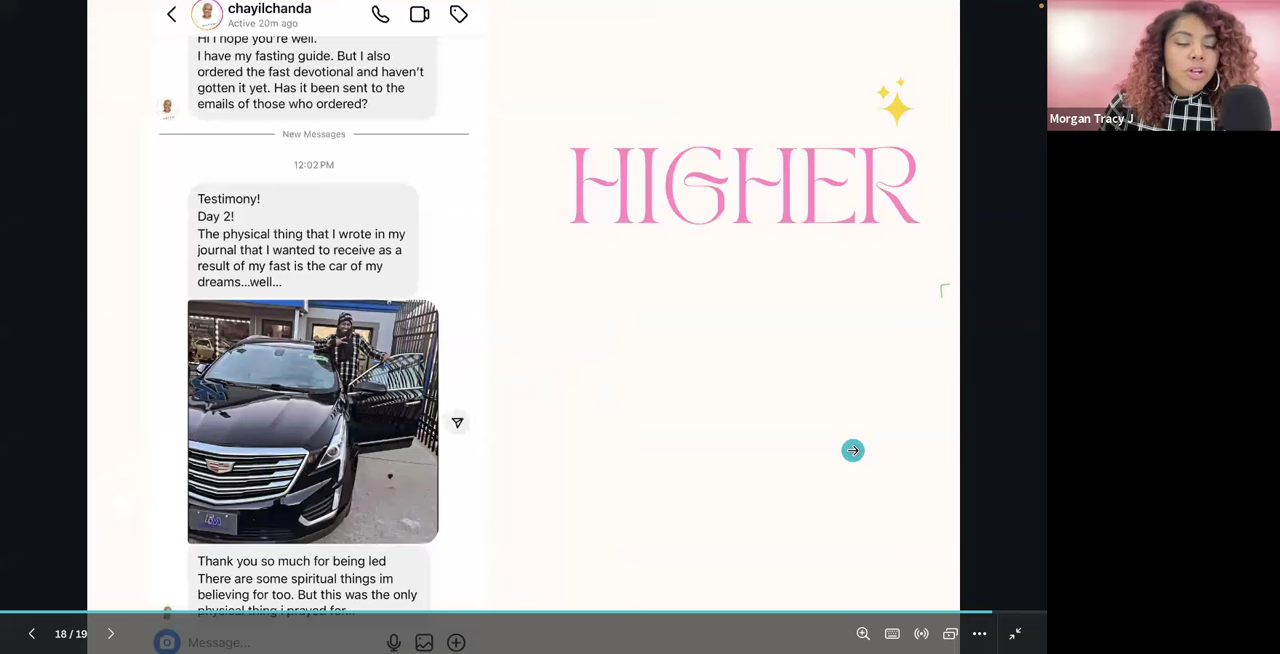 chayilchanda
Active 20m ago
Hi I hope you're well.
I have my fasting guide. But I also
ordered the fast devotional and haven't
gotten it yet. Has it been sent to the
emails of those who ordered?
New Messages
12:02 PM
Testimony!
Day 2!
The physical thing that I wrote in my
journal that I wanted to receive as a
result of my fast is the car of my
dreams...well...
Thank you so much for being led
There are some spiritual things im
believing for too. But this was the only
physical thing i prayed for...
Message...
HIGHER
Morgan Tracy J
18 / 19